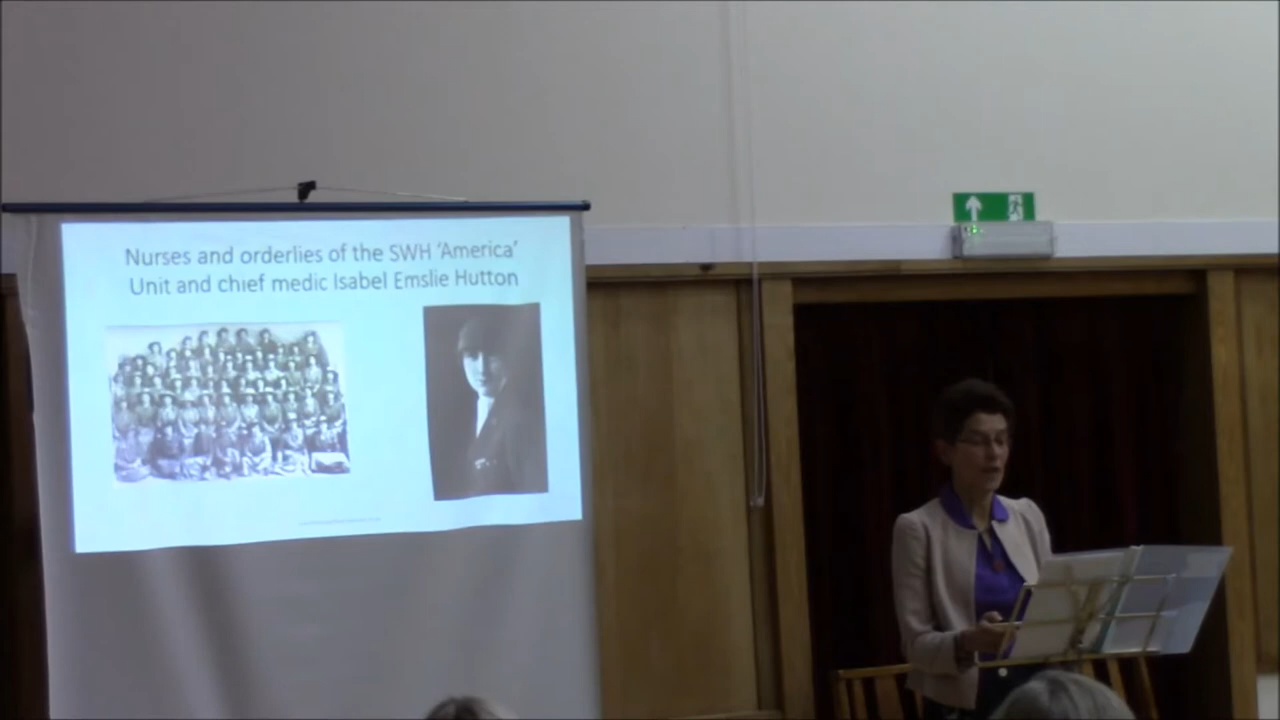 Nurses and orderlies of the SWH ‘America’
Unit and chief medic Isabel Emslie Hutton